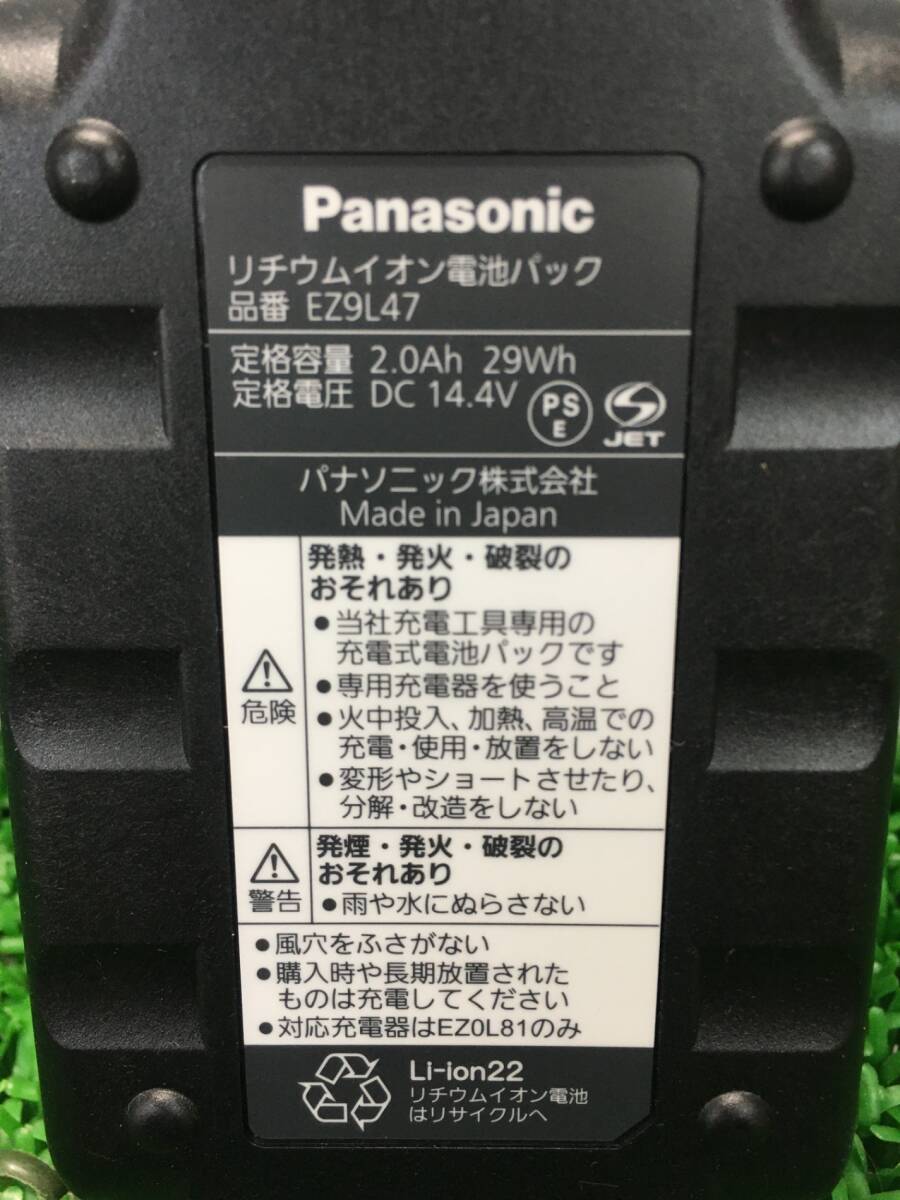 Panasonic
リチウムイオン電池パック
品番 EZ9L47
定格容量 2.0Ah 29Wh
定格電圧 DC 14.4V
PS
E
JET
パナソニック株式会社
Made in Japan
発熱・発火・破裂の
おそれあり
●当社充電工具専用の
充電式電池パックです
●専用充電器を使うこと
●火中投入、加熱、高温での
充電・使用・放置をしない
●変形やショートさせたり、
分解・改造をしない
危険
発煙・発火・破裂の
おそれあり
●雨や水にぬらさない
警告
●風穴をふさがない
●購入時や長期放置された
ものは充電してください
●対応充電器はEZ0L81のみ
Li-ion22
リチウムイオン電池
はリサイクルへ